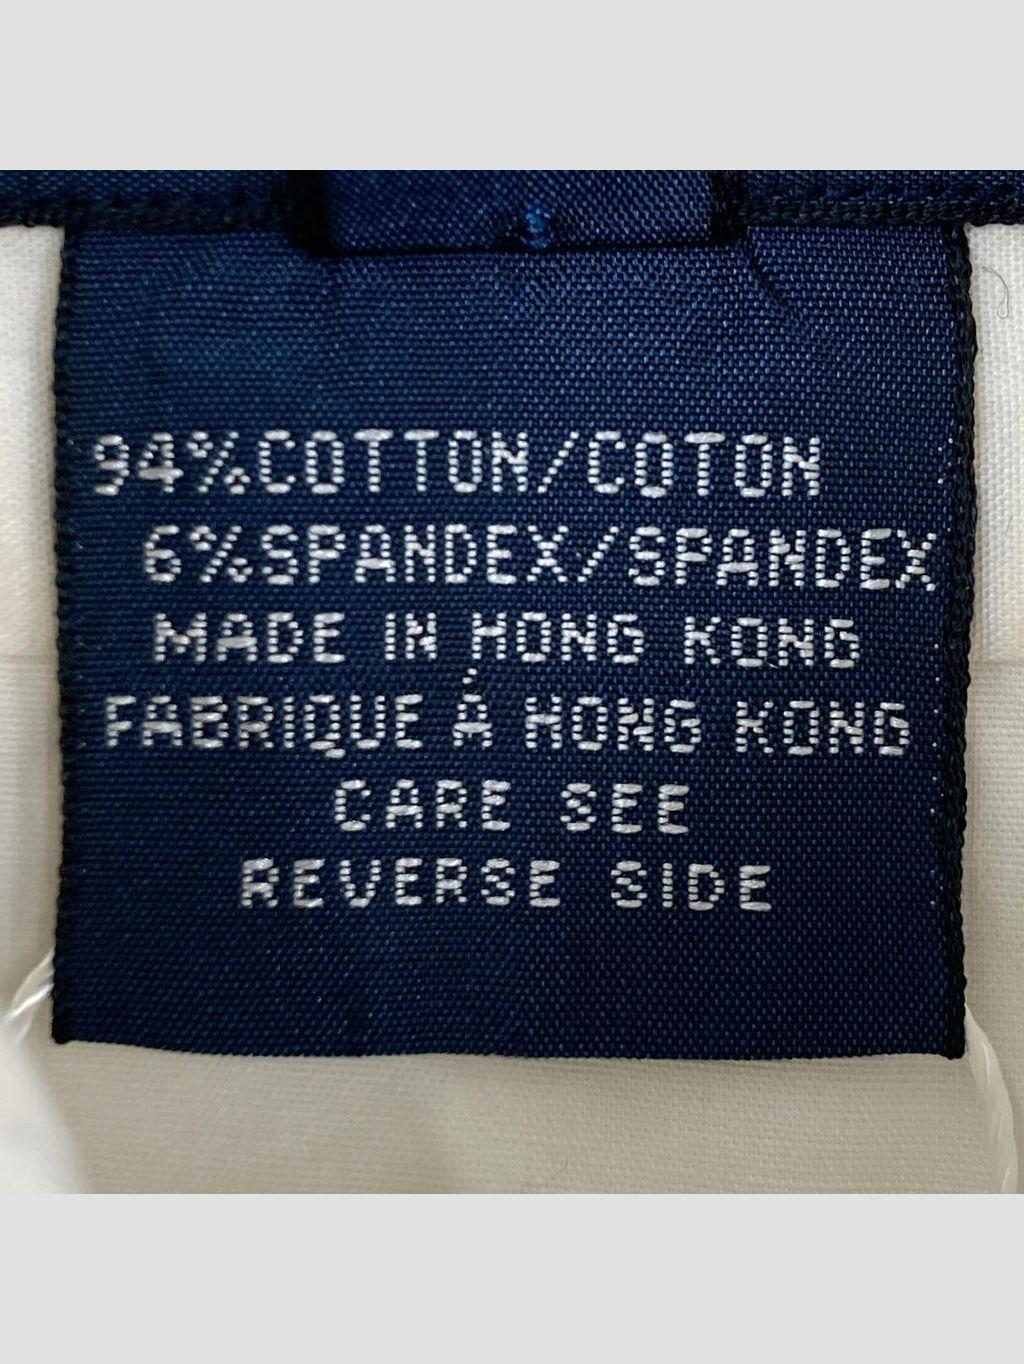 94%COTTON/COTON
6%SPANDEX/SPANDEX
MADE IN HONG KONG
FABRIQUE Á HONG KONG
CARE SEE
REVERSE SIDE